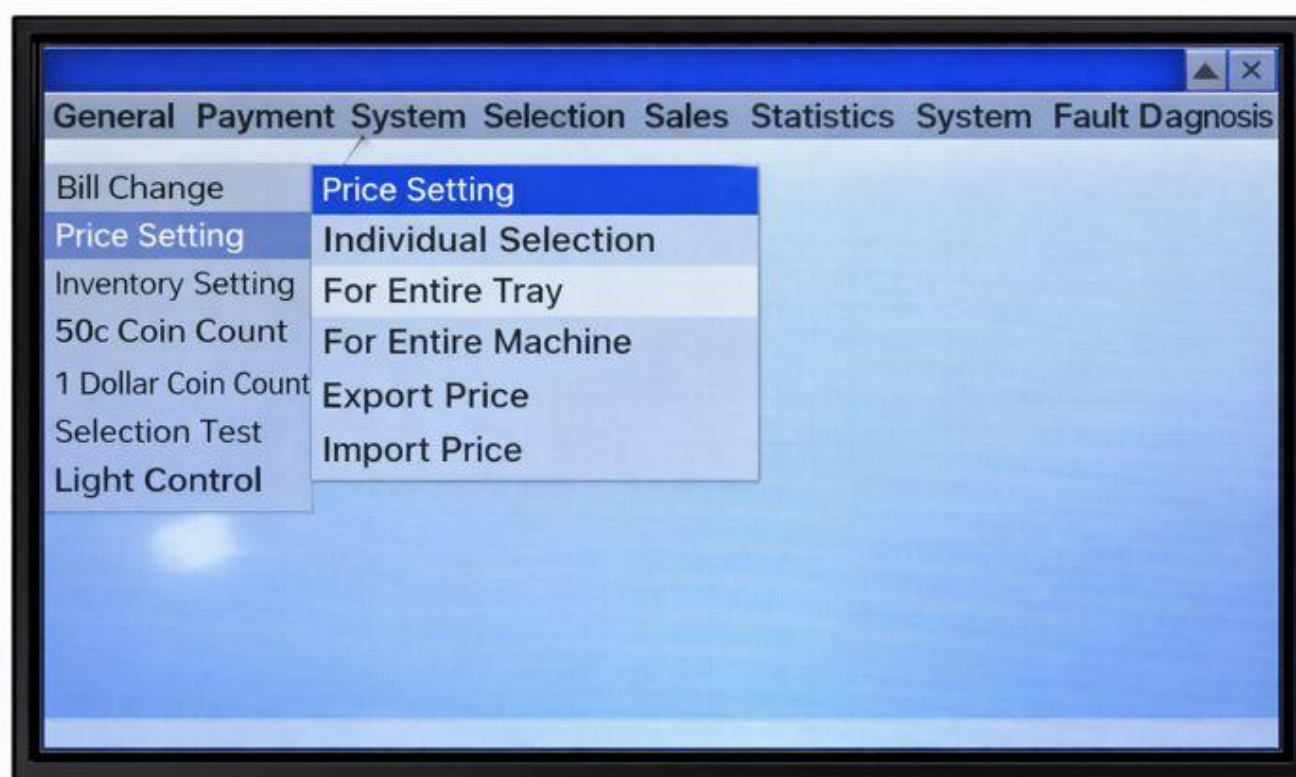 General Payment System Selection Sales Statistics System Fault Dagnosis
Bill Change
Price Setting
Inventory Setting
50c Coin Count
1 Dollar Coin Count
Selection Test
Light Control
Price Setting
Individual Selection
For Entire Tray
For Entire Machine
Export Price
Import Price